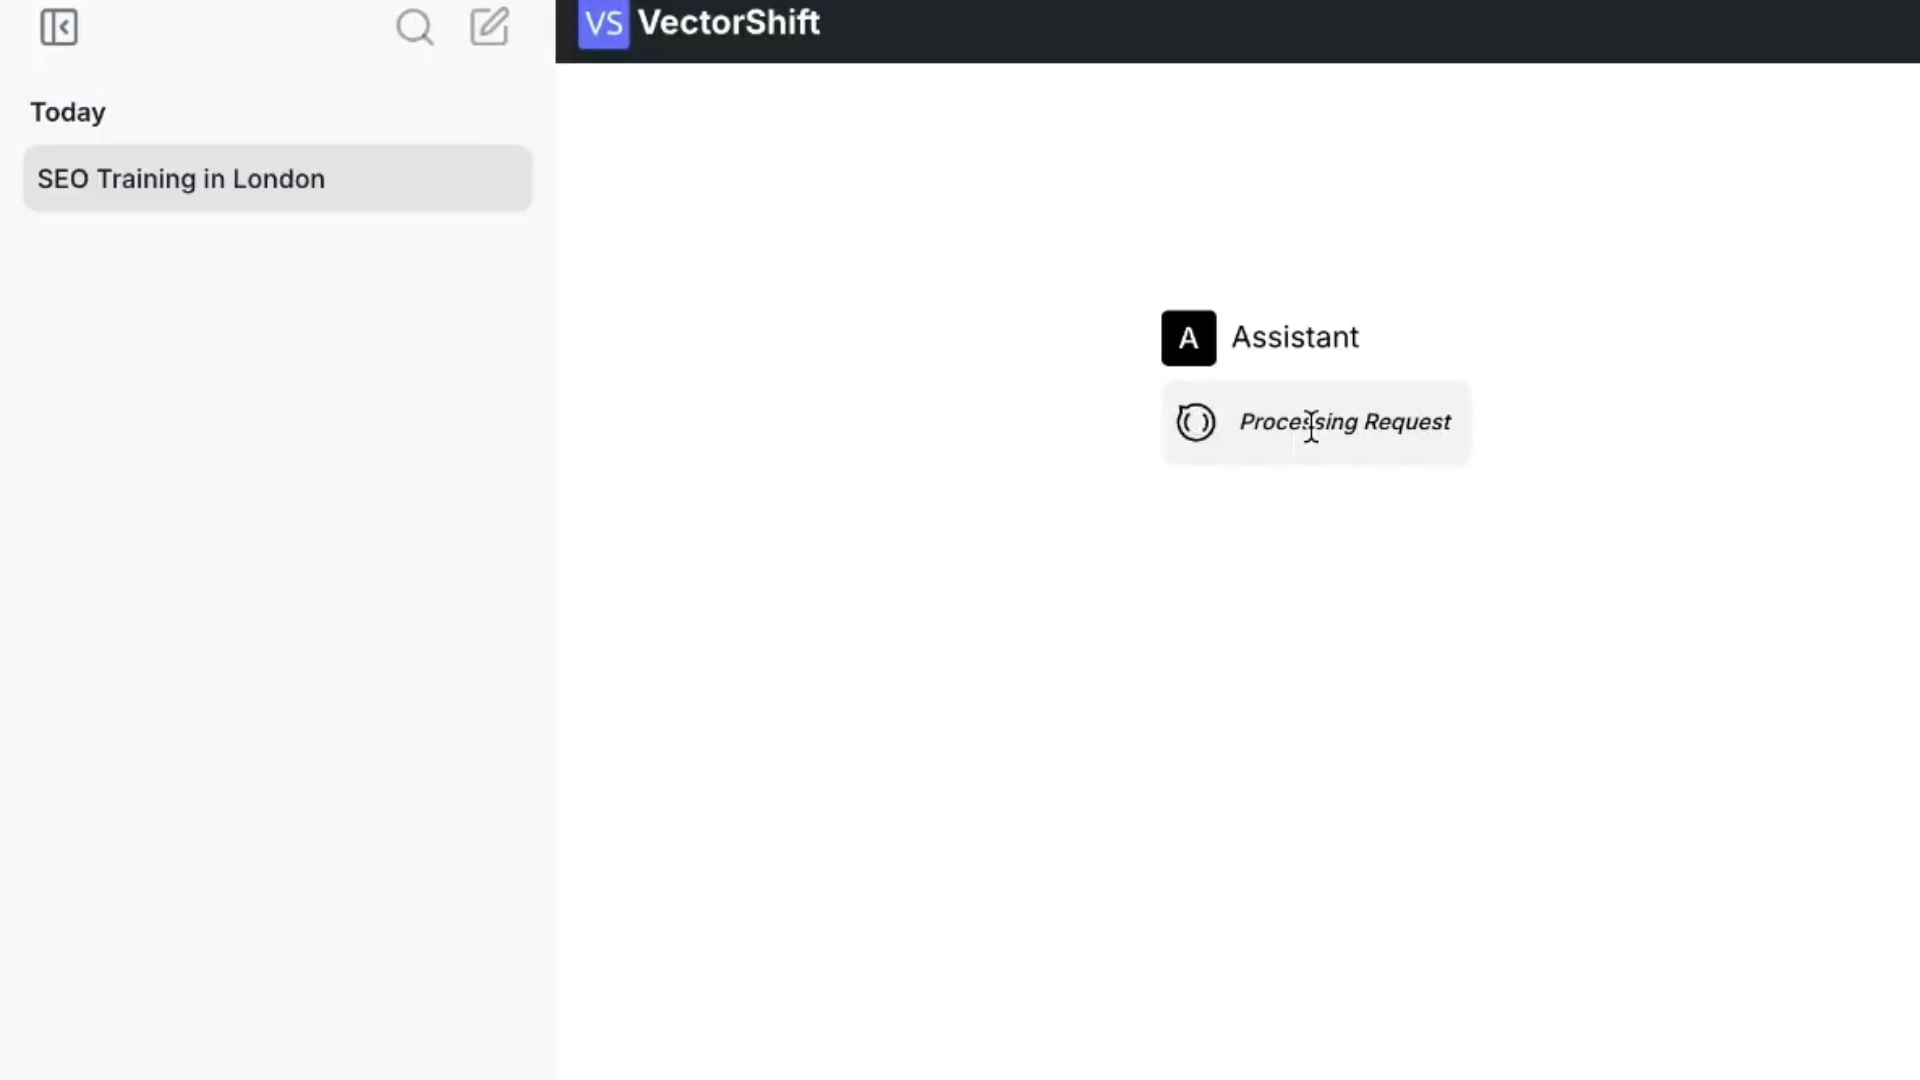 VS VectorShift
Today
SEO Training in London
A Assistant
Processing Request